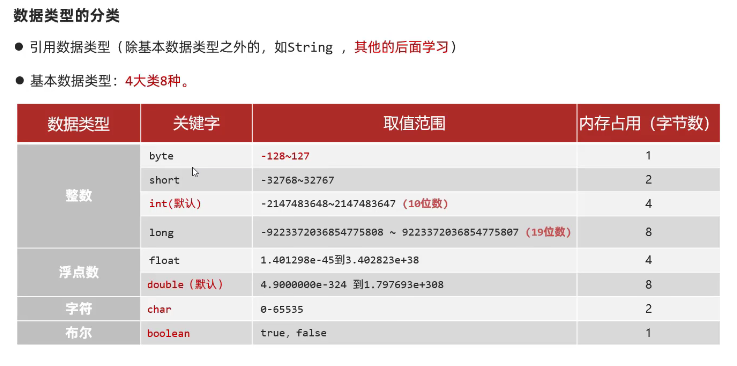 数据类型的分类
● 引用数据类型（除基本数据类型之外的，如String ，其他的后面学习）
● 基本数据类型：4大类8种。
数据类型 关键字 取值范围 内存占用（字节数）
整数 byte -128~127 1
short -32768~32767 2
int(默认) -2147483648~2147483647 (10位数) 4
long -9223372036854775808 ~ 9223372036854775807 (19位数) 8
浮点数 float 1.401298e-45到3.402823e+38 4
double（默认） 4.9000000e-324 到1.797693e+308 8
字符 char 0-65535 2
布尔 boolean true，false 1